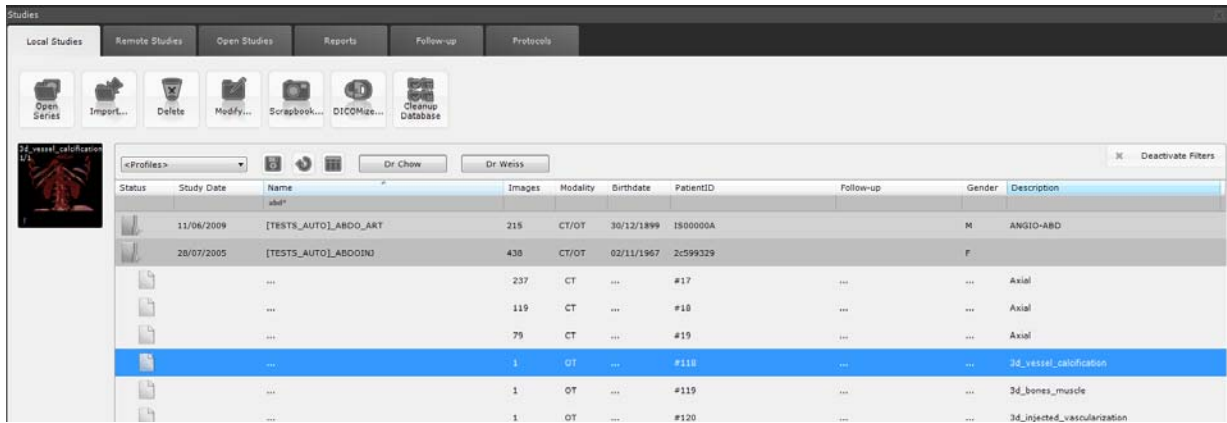 Studies
Local Studies Remote Studies Open Studies Reports Follow-up Protocols
Open Series Import... Delete Modify... Scrapbook... DICOMize... Cleanup Database
3d_vessel_calcification
1/1
<Profiles> Dr Chow Dr Weiss Deactivate Filters
Status Study Date Name Images Modality Birthdate PatientID Follow-up Gender Description
abd*
11/06/2009 [TESTS_AUTO]_ABDO_ART 215 CT/OT 30/12/1899 IS00000A M ANGIO-ABD
28/07/2005 [TESTS_AUTO]_ABDOINJ 438 CT/OT 02/11/1967 2c599329 F
... 237 CT ... #17 ... ... Axial
... 119 CT ... #18 ... ... Axial
... 79 CT ... #19 ... ... Axial
... 1 OT ... #118 ... ... 3d_vessel_calcification
... 1 OT ... #119 ... ... 3d_bones_muscle
... 1 OT ... #120 ... ... 3d_injected_vascularization